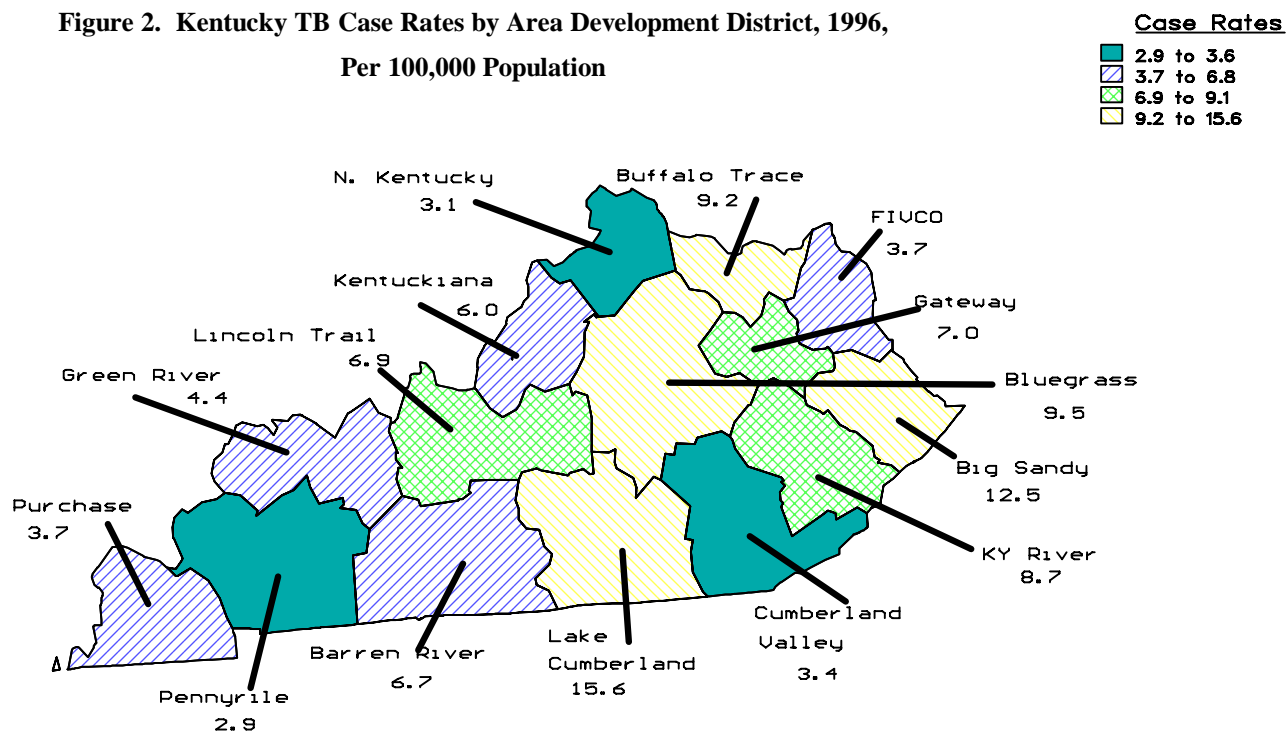 Figure 2. Kentucky TB Case Rates by Area Development District, 1996,
Per 100,000 Population
Case Rates
2.9 to 3.6
3.7 to 6.8
6.9 to 9.1
9.2 to 15.6
N. Kentucky
3.1
Buffalo Trace
9.2
FIVCO
3.7
Kentuckiana
6.0
Gateway
7.0
Lincoln Trail
6.9
Green River
4.4
Bluegrass
9.5
Big Sandy
12.5
Purchase
3.7
KY River
8.7
Cumberland
Valley
3.4
Lake
Cumberland
15.6
Barren River
6.7
Pennyrile
2.9